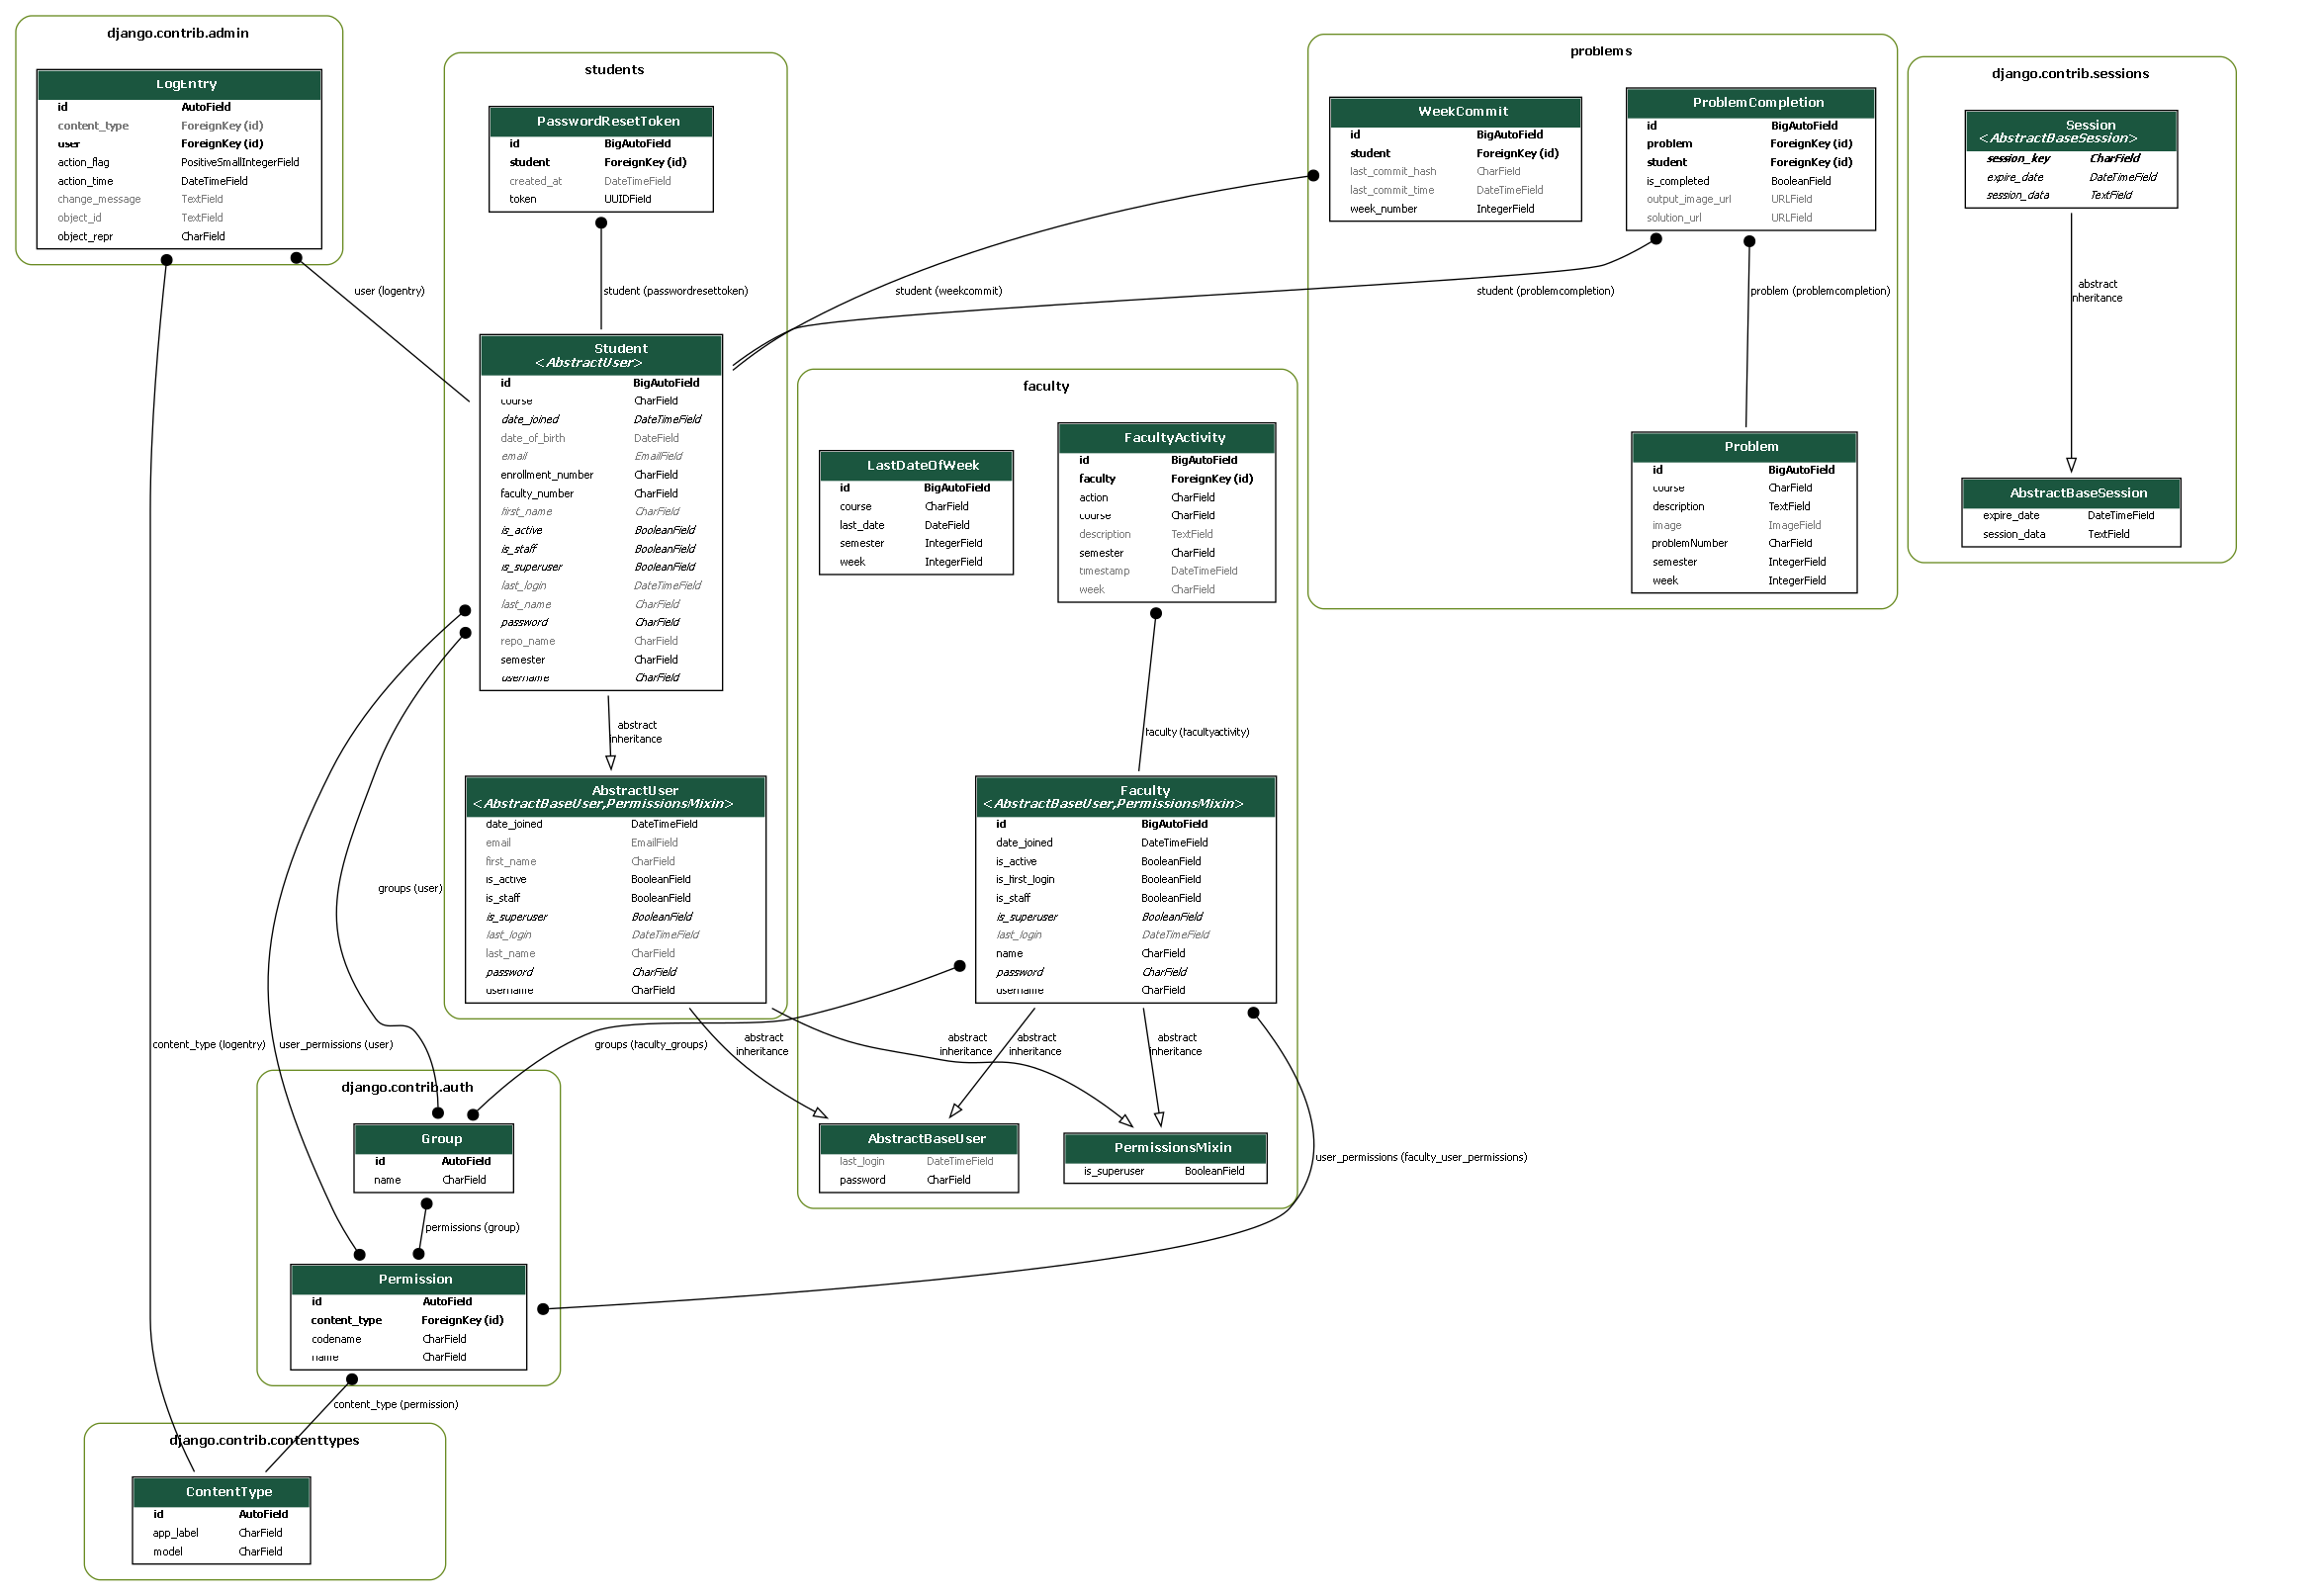 django.contrib.admin
LogEntry
id AutoField
content_type ForeignKey (id)
user ForeignKey (id)
action_flag PositiveSmallIntegerField
action_time DateTimeField
change_message TextField
object_id TextField
object_repr CharField
students
PasswordResetToken
id BigAutoField
student ForeignKey (id)
created_at DateTimeField
token UUIDField
user (logentry)
student (passwordresettoken)
student (weekcommit)
Student
<AbstractUser>
id BigAutoField
course CharField
date_joined DateTimeField
date_of_birth DateField
email EmailField
enrollment_number CharField
faculty_number CharField
first_name CharField
is_active BooleanField
is_staff BooleanField
is_superuser BooleanField
last_login DateTimeField
last_name CharField
password CharField
repo_name CharField
semester CharField
username CharField
abstract
inheritance
AbstractUser
<AbstractBaseUser,PermissionsMixin>
date_joined DateTimeField
email EmailField
first_name CharField
is_active BooleanField
is_staff BooleanField
is_superuser BooleanField
last_login DateTimeField
last_name CharField
password CharField
username CharField
problems
WeekCommit
id BigAutoField
student ForeignKey (id)
last_commit_hash CharField
last_commit_time DateTimeField
week_number IntegerField
ProblemCompletion
id BigAutoField
problem ForeignKey (id)
student ForeignKey (id)
is_completed BooleanField
output_image_url URLField
solution_url URLField
student (problemcompletion)
problem (problemcompletion)
Problem
id BigAutoField
course CharField
description TextField
image ImageField
problemNumber CharField
semester IntegerField
week IntegerField
django.contrib.sessions
Session
<AbstractBaseSession>
session_key CharField
expire_date DateTimeField
session_data TextField
abstract
inheritance
AbstractBaseSession
expire_date DateTimeField
session_data TextField
faculty
LastDateOfWeek
id BigAutoField
course CharField
last_date DateField
semester IntegerField
week IntegerField
FacultyActivity
id BigAutoField
faculty ForeignKey (id)
action CharField
course CharField
description TextField
semester CharField
timestamp DateTimeField
week CharField
faculty (facultyactivity)
Faculty
<AbstractBaseUser,PermissionsMixin>
id BigAutoField
date_joined DateTimeField
is_active BooleanField
is_first_login BooleanField
is_staff BooleanField
is_superuser BooleanField
last_login DateTimeField
name CharField
password CharField
username CharField
groups (user)
content_type (logentry)
user_permissions (user)
groups (faculty_groups)
abstract
inheritance
abstract
inheritance
abstract
inheritance
abstract
inheritance
AbstractBaseUser
last_login DateTimeField
password CharField
PermissionsMixin
is_superuser BooleanField
user_permissions (faculty_user_permissions)
django.contrib.auth
Group
id AutoField
name CharField
permissions (group)
Permission
id AutoField
content_type ForeignKey (id)
codename CharField
name CharField
content_type (permission)
django.contrib.contenttypes
ContentType
id AutoField
app_label CharField
model CharField